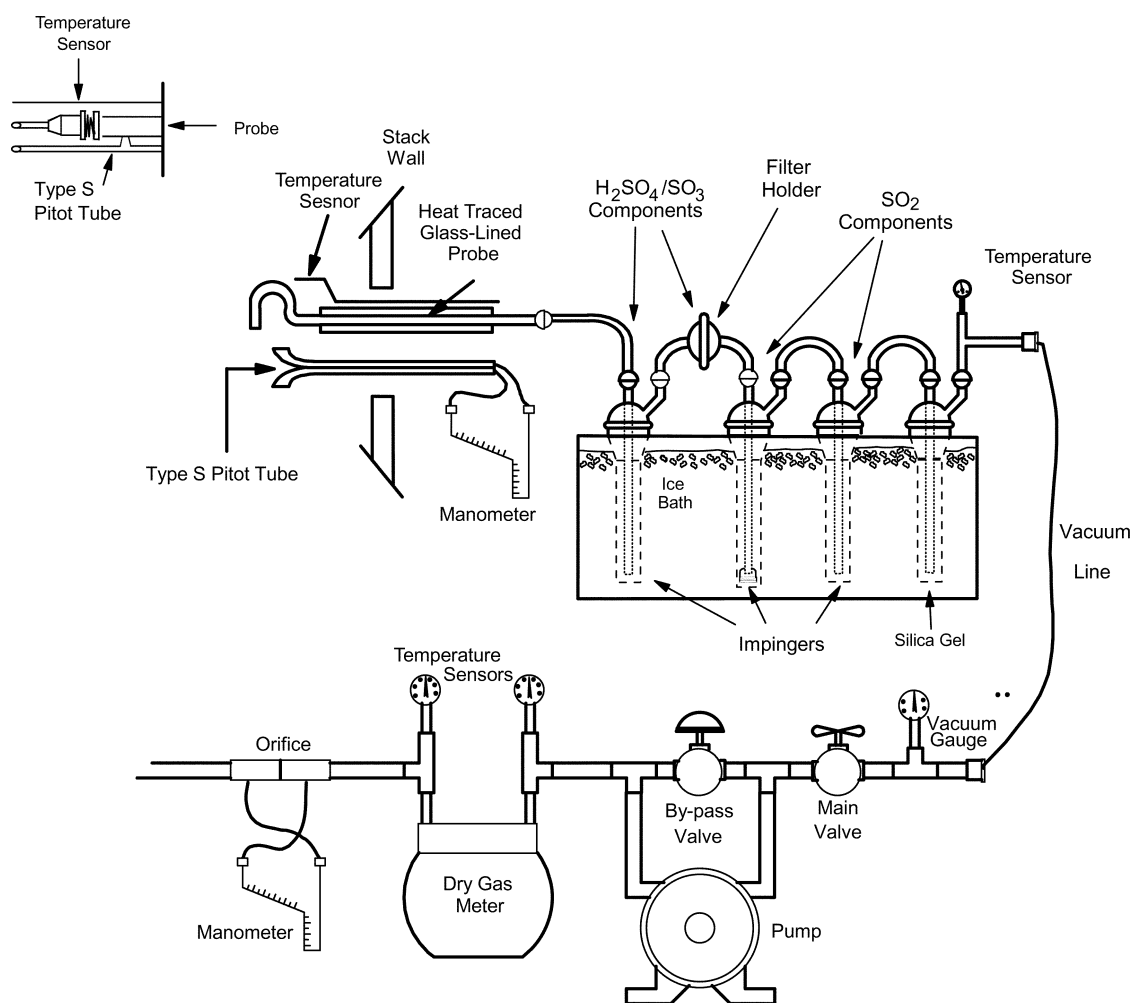 Temperature
Sensor
Probe
Type S
Pitot Tube
Stack
Wall
Temperature
Sesnor
Heat Traced
Glass-Lined
Probe
H2SO4/SO3
Components
Filter
Holder
SO2
Components
Temperature
Sensor
Type S Pitot Tube
Manometer
Ice
Bath
Vacuum
Line
Impingers
Silica Gel
Temperature
Sensors
Orifice
Vacuum
Gauge
By-pass
Valve
Main
Valve
Dry Gas
Meter
Manometer
Pump